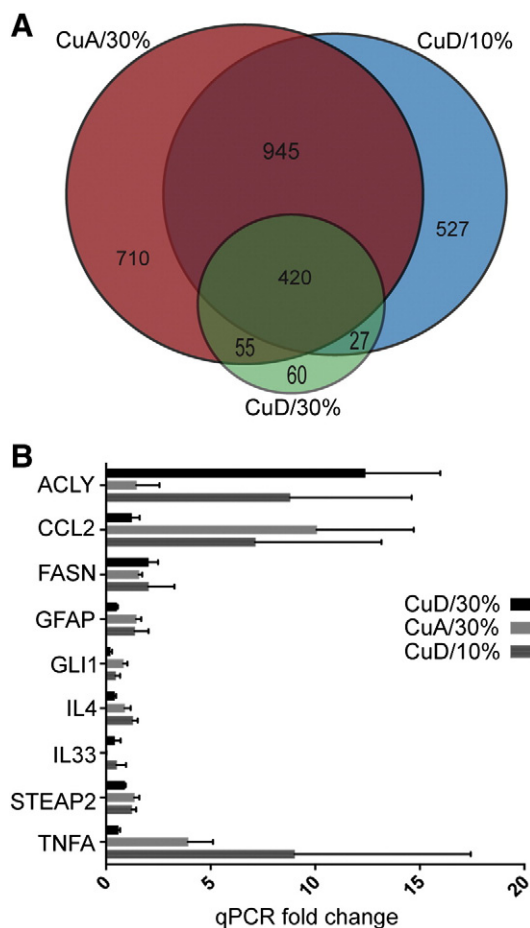 A
CuA/30%
CuD/10%
945
710
527
420
55
27
60
CuD/30%
B
ACLY
CCL2
FASN
GFAP
GLI1
IL4
IL33
STEAP2
TNFA
CuD/30%
CuA/30%
CuD/10%
0
5
10
15
20
qPCR fold change